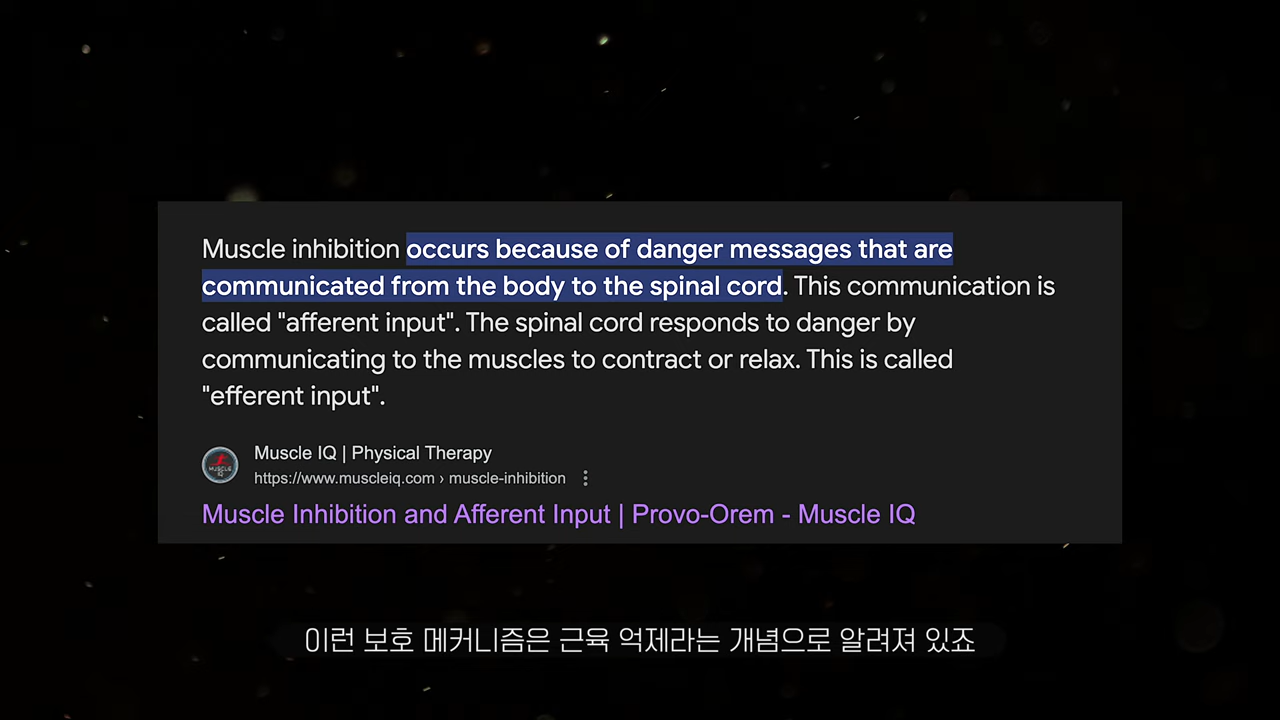 Muscle inhibition occurs because of danger messages that are
communicated from the body to the spinal cord. This communication is
called "afferent input". The spinal cord responds to danger by
communicating to the muscles to contract or relax. This is called
"efferent input".
Muscle IQ | Physical Therapy
https://www.muscleiq.com › muscle-inhibition
Muscle Inhibition and Afferent Input | Provo-Orem - Muscle IQ
이런 보호 메커니즘은 근육 억제라는 개념으로 알려져 있죠